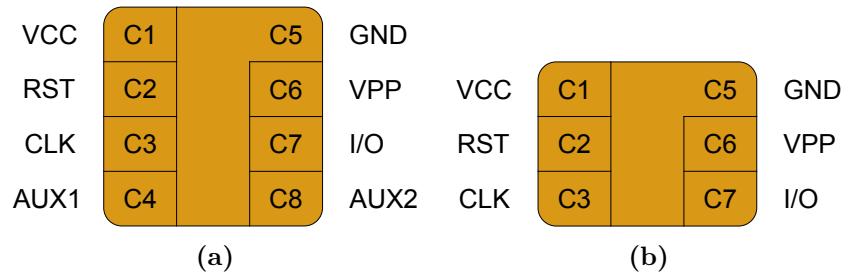 VCC C1 C5 GND
RST C2 C6 VPP
CLK C3 C7 I/O
AUX1 C4 C8 AUX2
(a)
VCC C1 C5 GND
RST C2 C6 VPP
CLK C3 C7 I/O
(b)